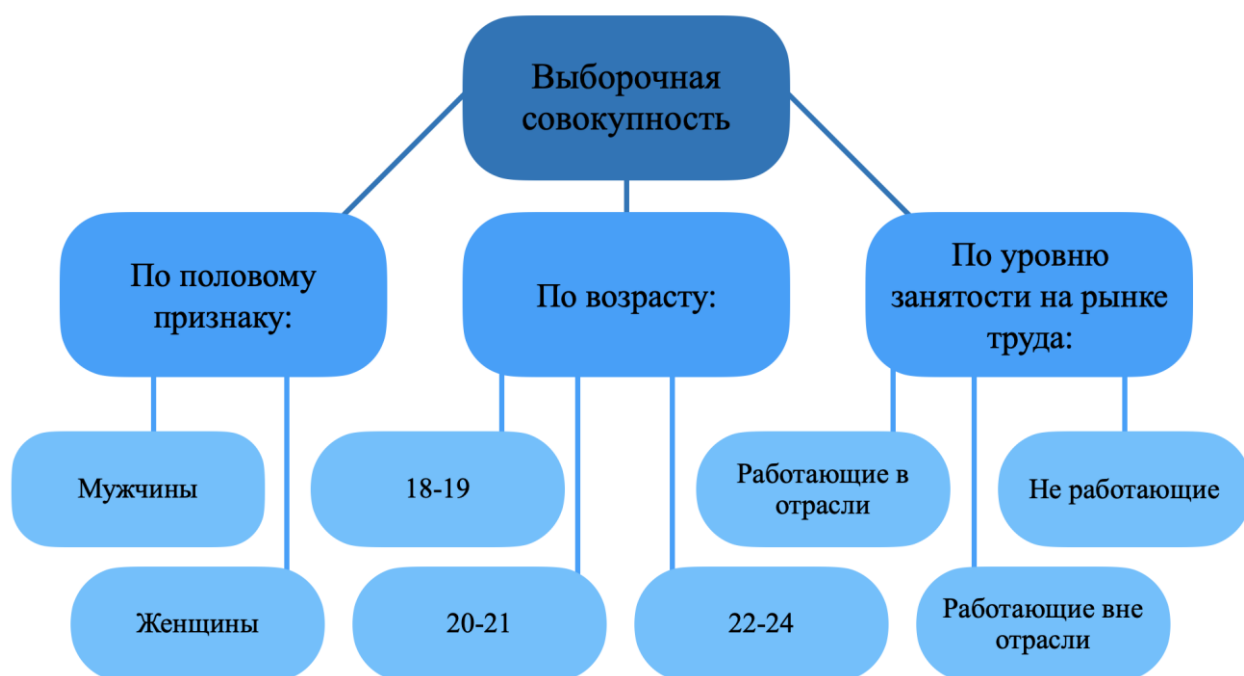 Выборочная
совокупность
По половому
признаку:
По возрасту:
По уровню
занятости на рынке
труда:
Мужчины
18-19
Работающие в
отрасли
Не работающие
Женщины
20-21
22-24
Работающие вне
отрасли